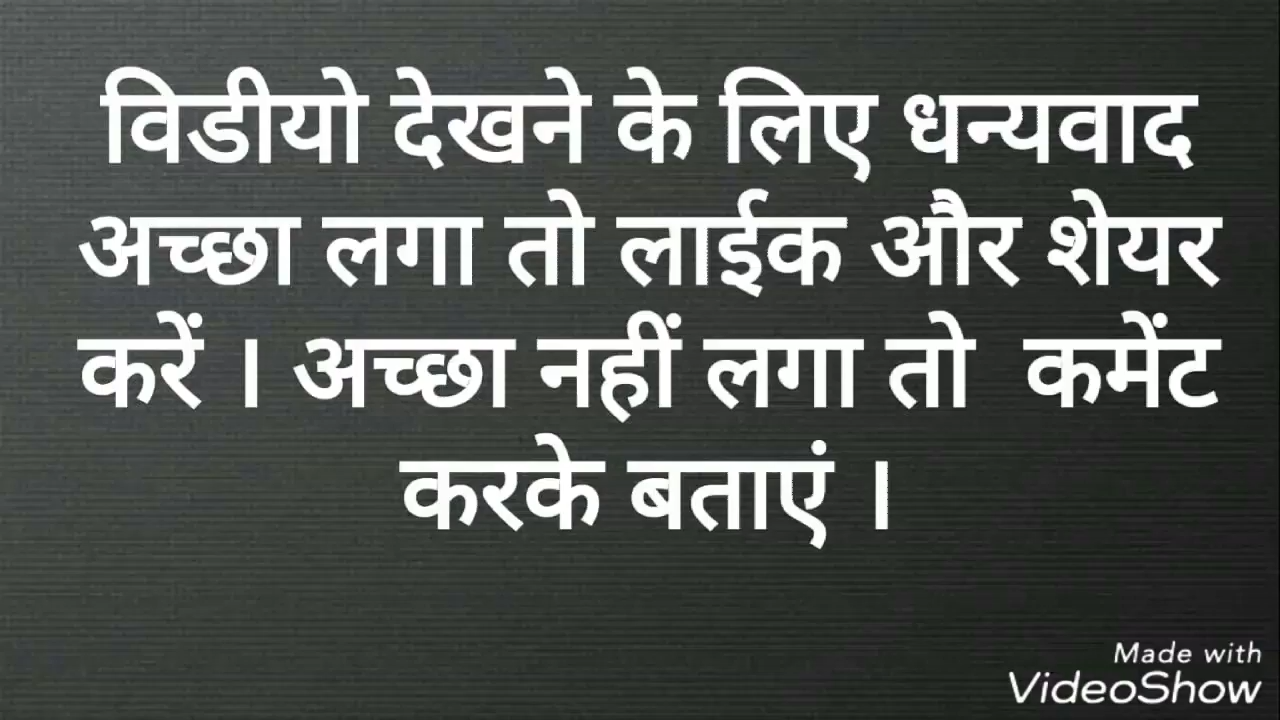 विडीयो देखने के लिए धन्यवाद
अच्छा लगा तो लाईक और शेयर
करें । अच्छा नहीं लगा तो कमेंट
करके बताएं ।
Made with
VideoShow